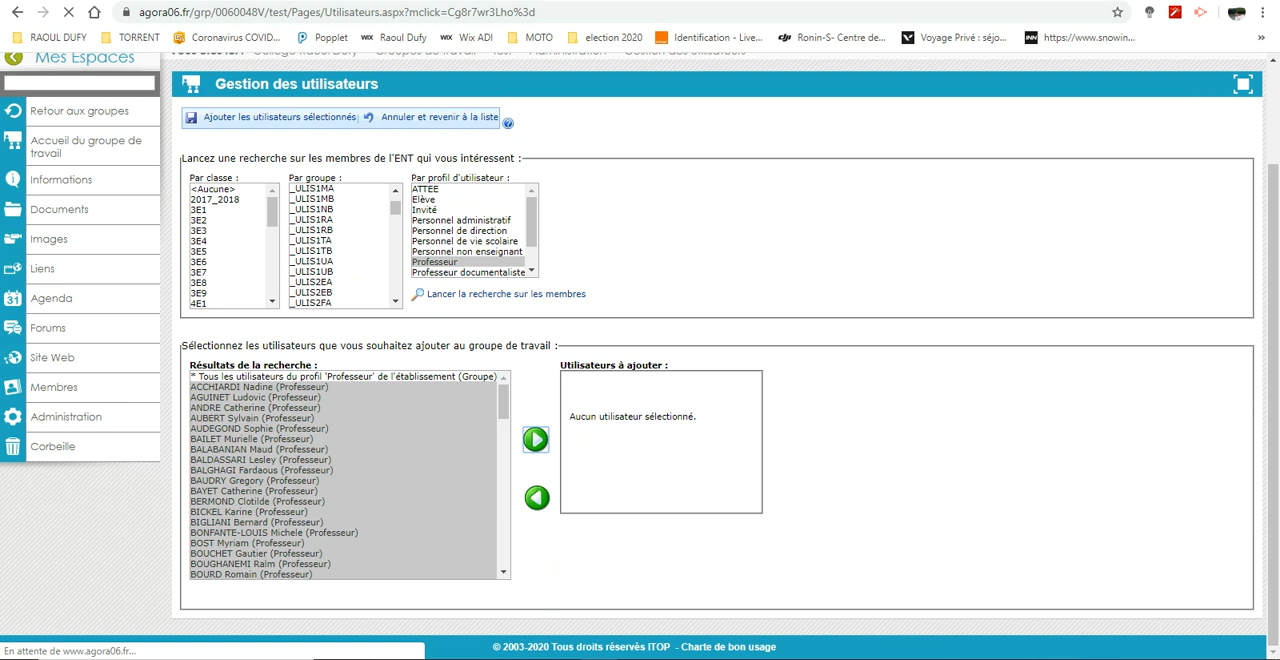 agora06.fr/grp/0060048V/test/Pages/Utilisateurs.aspx?mclick=Cg8r7wr3Lho%3d
RAOUL DUFY TORRENT Coronavirus COVID... Popplet WiX Raoul Dufy WiX Wix ADI MOTO election 2020 Identification - Live... dji Ronin-S- Centre de... Voyage Privé : séjo... INN https://www.snowin... »
Mes Espaces
Gestion des utilisateurs
Retour aux groupes
Accueil du groupe de
travail
Informations
Documents
Images
Liens
31 Agenda
Forums
Site Web
Membres
Administration
Corbeille
Ajouter les utilisateurs sélectionnés| Annuler et revenir à la liste
Lancez une recherche sur les membres de l'ENT qui vous intéressent :
Par classe :
<Aucune>
2017_2018
3E1
3E2
3E3
3E4
3E5
3E6
3E7
3E8
3E9
4E1
Par groupe :
_ULIS1MA
_ULIS1MB
_ULIS1NB
_ULIS1RA
_ULIS1RB
_ULIS1TA
_ULIS1TB
_ULIS1UA
_ULIS1UB
_ULIS2EA
_ULIS2EB
_ULIS2FA
Par profil d'utilisateur :
ATTEE
Elève
Invité
Personnel administratif
Personnel de direction
Personnel de vie scolaire
Personnel non enseignant
Professeur
Professeur documentaliste
Lancer la recherche sur les membres
Sélectionnez les utilisateurs que vous souhaitez ajouter au groupe de travail :
Résultats de la recherche :
* Tous les utilisateurs du profil 'Professeur' de l'établissement (Groupe)
ACCHIARDI Nadine (Professeur)
AGUINET Ludovic (Professeur)
ANDRE Catherine (Professeur)
AUBERT Sylvain (Professeur)
AUDEGOND Sophie (Professeur)
BAILET Murielle (Professeur)
BALABANIAN Maud (Professeur)
BALDASSARI Lesley (Professeur)
BALGHAGI Fardaous (Professeur)
BAUDRY Gregory (Professeur)
BAYET Catherine (Professeur)
BERMOND Clotilde (Professeur)
BICKEL Karine (Professeur)
BIGLIANI Bernard (Professeur)
BONFANTE-LOUIS Michele (Professeur)
BOST Myriam (Professeur)
BOUCHET Gautier (Professeur)
BOUGHANEMI Raïm (Professeur)
BOURD Romain (Professeur)
Utilisateurs à ajouter :
Aucun utilisateur sélectionné.
© 2003-2020 Tous droits réservés ITOP - Charte de bon usage
En attente de www.agora06.fr...